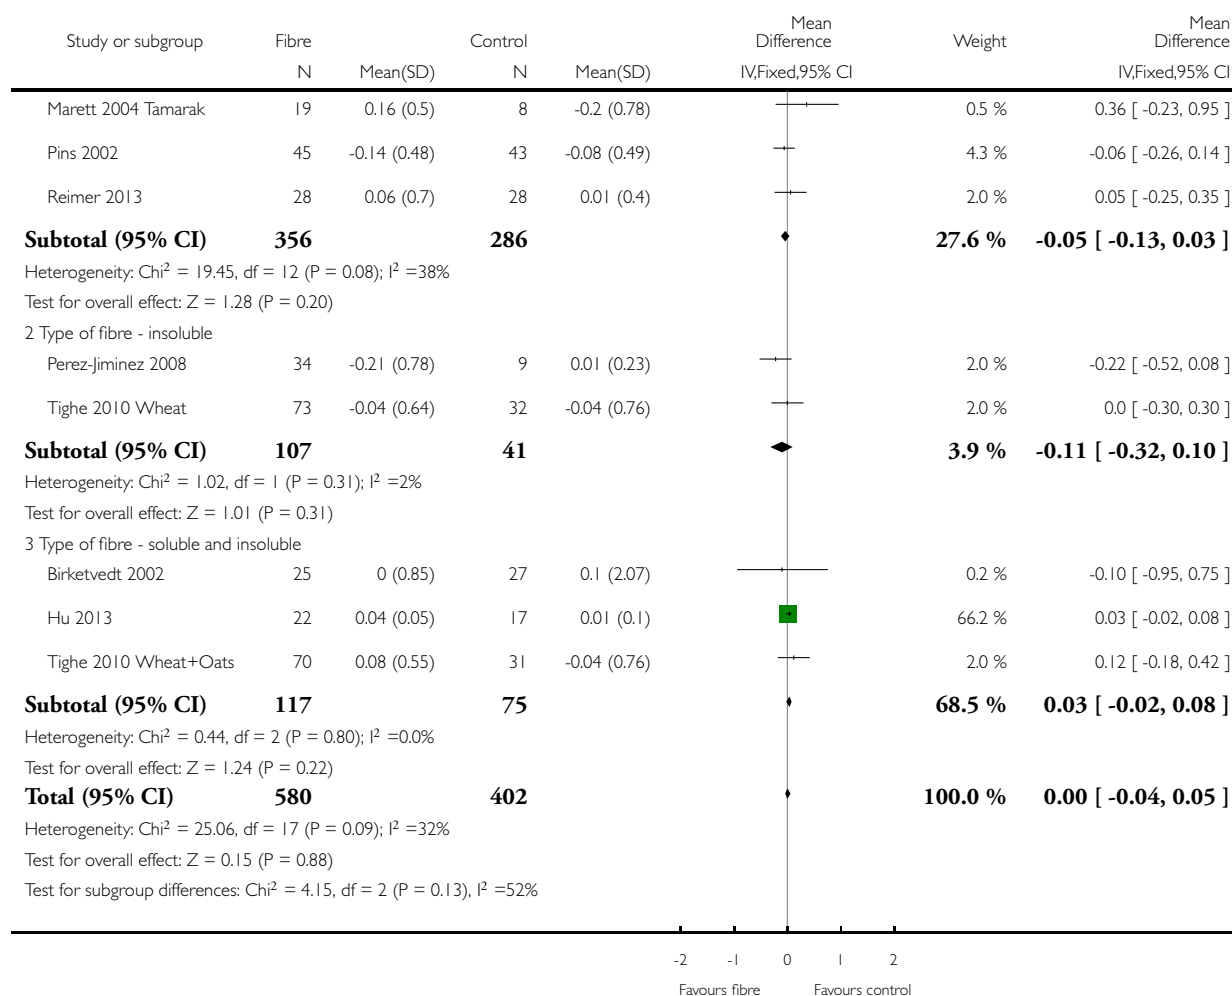 Study or subgroup Fibre Control Mean Difference Weight Mean Difference
N Mean(SD) N Mean(SD) IV,Fixed,95% CI IV,Fixed,95% CI
Marett 2004 Tamarak 19 0.16 (0.5) 8 -0.2 (0.78) 0.5 % 0.36 [ -0.23, 0.95 ]
Pins 2002 45 -0.14 (0.48) 43 -0.08 (0.49) 4.3 % -0.06 [ -0.26, 0.14 ]
Reimer 2013 28 0.06 (0.7) 28 0.01 (0.4) 2.0 % 0.05 [ -0.25, 0.35 ]
Subtotal (95% CI) 356 286 27.6 % -0.05 [ -0.13, 0.03 ]
Heterogeneity: Chi² = 19.45, df = 12 (P = 0.08); I² =38%
Test for overall effect: Z = 1.28 (P = 0.20)
2 Type of fibre - insoluble
Perez-Jiminez 2008 34 -0.21 (0.78) 9 0.01 (0.23) 2.0 % -0.22 [ -0.52, 0.08 ]
Tighe 2010 Wheat 73 -0.04 (0.64) 32 -0.04 (0.76) 2.0 % 0.0 [ -0.30, 0.30 ]
Subtotal (95% CI) 107 41 3.9 % -0.11 [ -0.32, 0.10 ]
Heterogeneity: Chi² = 1.02, df = 1 (P = 0.31); I² =2%
Test for overall effect: Z = 1.01 (P = 0.31)
3 Type of fibre - soluble and insoluble
Birketvedt 2002 25 0 (0.85) 27 0.1 (2.07) 0.2 % -0.10 [ -0.95, 0.75 ]
Hu 2013 22 0.04 (0.05) 17 0.01 (0.1) 66.2 % 0.03 [ -0.02, 0.08 ]
Tighe 2010 Wheat+Oats 70 0.08 (0.55) 31 -0.04 (0.76) 2.0 % 0.12 [ -0.18, 0.42 ]
Subtotal (95% CI) 117 75 68.5 % 0.03 [ -0.02, 0.08 ]
Heterogeneity: Chi² = 0.44, df = 2 (P = 0.80); I² =0.0%
Test for overall effect: Z = 1.24 (P = 0.22)
Total (95% CI) 580 402 100.0 % 0.00 [ -0.04, 0.05 ]
Heterogeneity: Chi² = 25.06, df = 17 (P = 0.09); I² =32%
Test for overall effect: Z = 0.15 (P = 0.88)
Test for subgroup differences: Chi² = 4.15, df = 2 (P = 0.13), I² =52%
-2 -1 0 1 2
Favours fibre Favours control